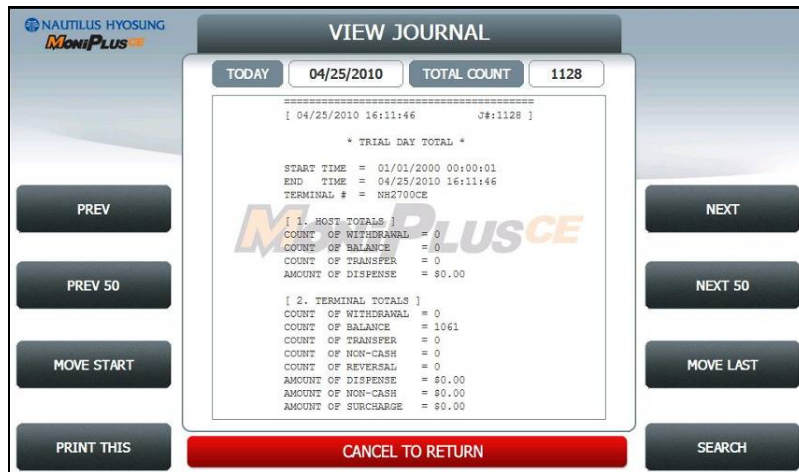 NAUTILUS HYOSUNG
MONIPLUS CE
VIEW JOURNAL
TODAY 04/25/2010 TOTAL COUNT 1128
========================================
[ 04/25/2010 16:11:46 J#:1128 ]
* TRIAL DAY TOTAL *
START TIME = 01/01/2000 00:00:01
END TIME = 04/25/2010 16:11:46
TERMINAL # = NH2700CE
[ 1. HOST TOTALS ]
COUNT OF WITHDRAWAL = 0
COUNT OF BALANCE = 0
COUNT OF TRANSFER = 0
AMOUNT OF DISPENSE = $0.00
[ 2. TERMINAL TOTALS ]
COUNT OF WITHDRAWAL = 0
COUNT OF BALANCE = 1061
COUNT OF TRANSFER = 0
COUNT OF NON-CASH = 0
COUNT OF REVERSAL = 0
AMOUNT OF DISPENSE = $0.00
AMOUNT OF NON-CASH = $0.00
AMOUNT OF SURCHARGE = $0.00
MONIPLUS CE
PREV
PREV 50
MOVE START
PRINT THIS
NEXT
NEXT 50
MOVE LAST
SEARCH
CANCEL TO RETURN